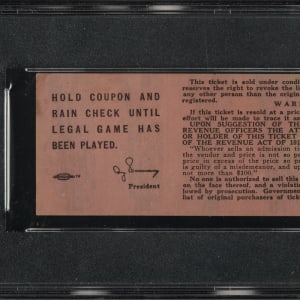 HOLD COUPON AND
RAIN CHECK UNTIL
LEGAL GAME HAS
BEEN PLAYED.
President
This ticket is sold under condi
reserves the right to revoke the li
any other person than the origin
registered.
WAR
If this ticket is resold at a pric
effort will be made to trace it an
UPON SUGGESTION OF TH
REVENUE OFFICERS THE ATT
OR HOLDER OF THIS TICKET
OF THE REVENUE ACT OF 191
"Whoever sells an admission ti
the vendor and price is not so
price in excess of the price so pr
is guilty of a misdemeanor, and up
not more than $100."
No one is authorized to sell this
on the face thereof, and a violatio
lowed by prosecution. Governme
list of original purchasers of ticket